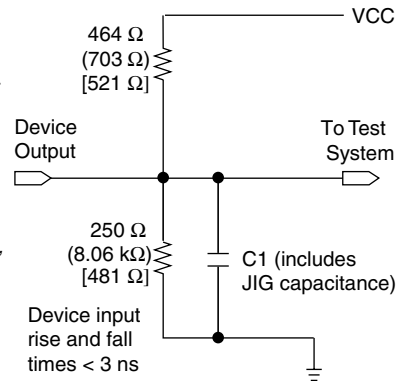 VCC
464 Ω
(703 Ω)
[521 Ω]
Device
Output
To Test
System
250 Ω
(8.06 kΩ)
[481 Ω]
C1 (includes
JIG capacitance)
Device input
rise and fall
times < 3 ns